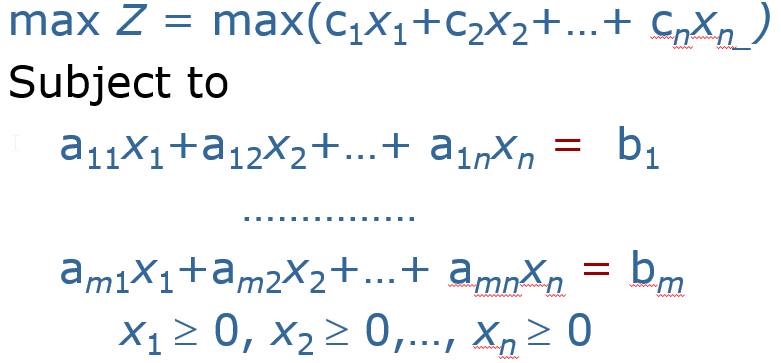 max Z = max(c₁x₁+c₂x₂+...+ cₙxₙ_)
Subject to
a₁₁x₁+a₁₂x₂+...+ a₁ₙxₙ = b₁
...............
aₘ₁x₁+aₘ₂x₂+...+ aₘₙxₙ = bₘ
x₁ ≥ 0, x₂ ≥ 0,..., xₙ ≥ 0